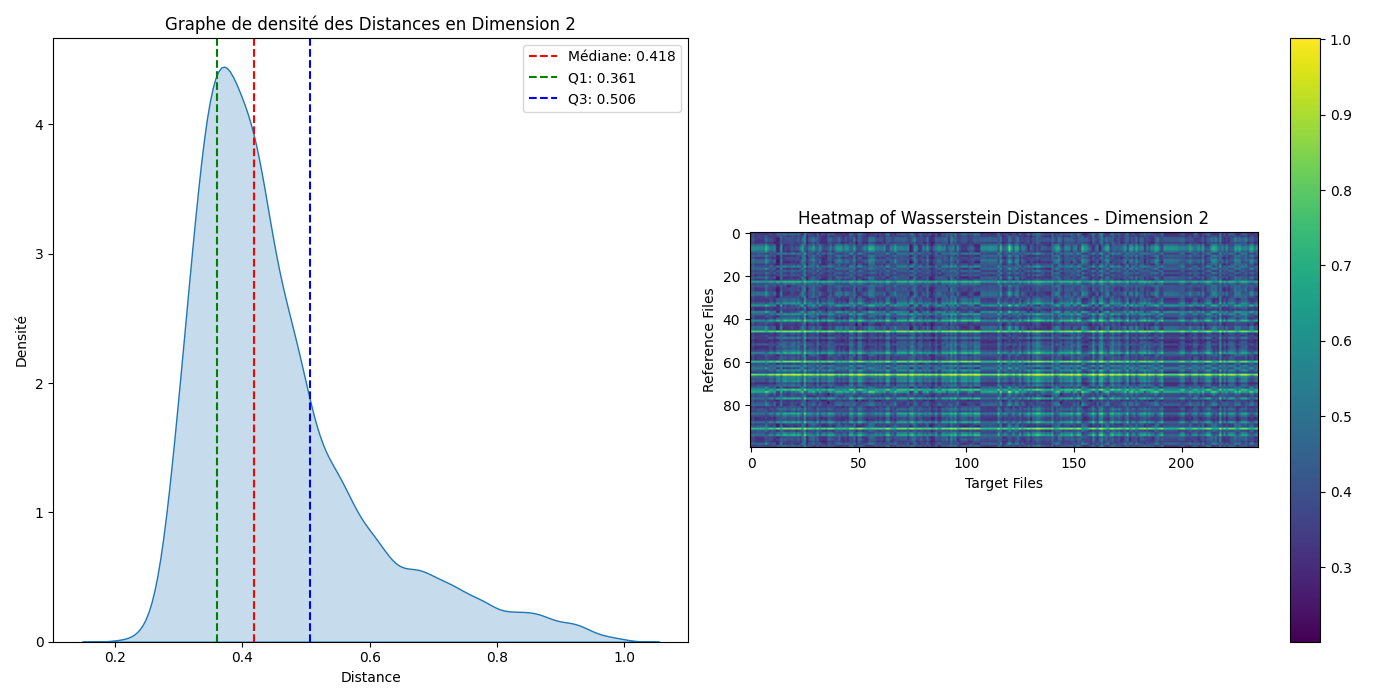 Graphe de densité des Distances en Dimension 2
Médiane: 0.418
Q1: 0.361
Q3: 0.506
Densité
4
3
2
1
0
0.2 0.4 0.6 0.8 1.0
Distance
Heatmap of Wasserstein Distances - Dimension 2
Reference Files
0
20
40
60
80
0 50 100 150 200
Target Files
1.0
0.9
0.8
0.7
0.6
0.5
0.4
0.3